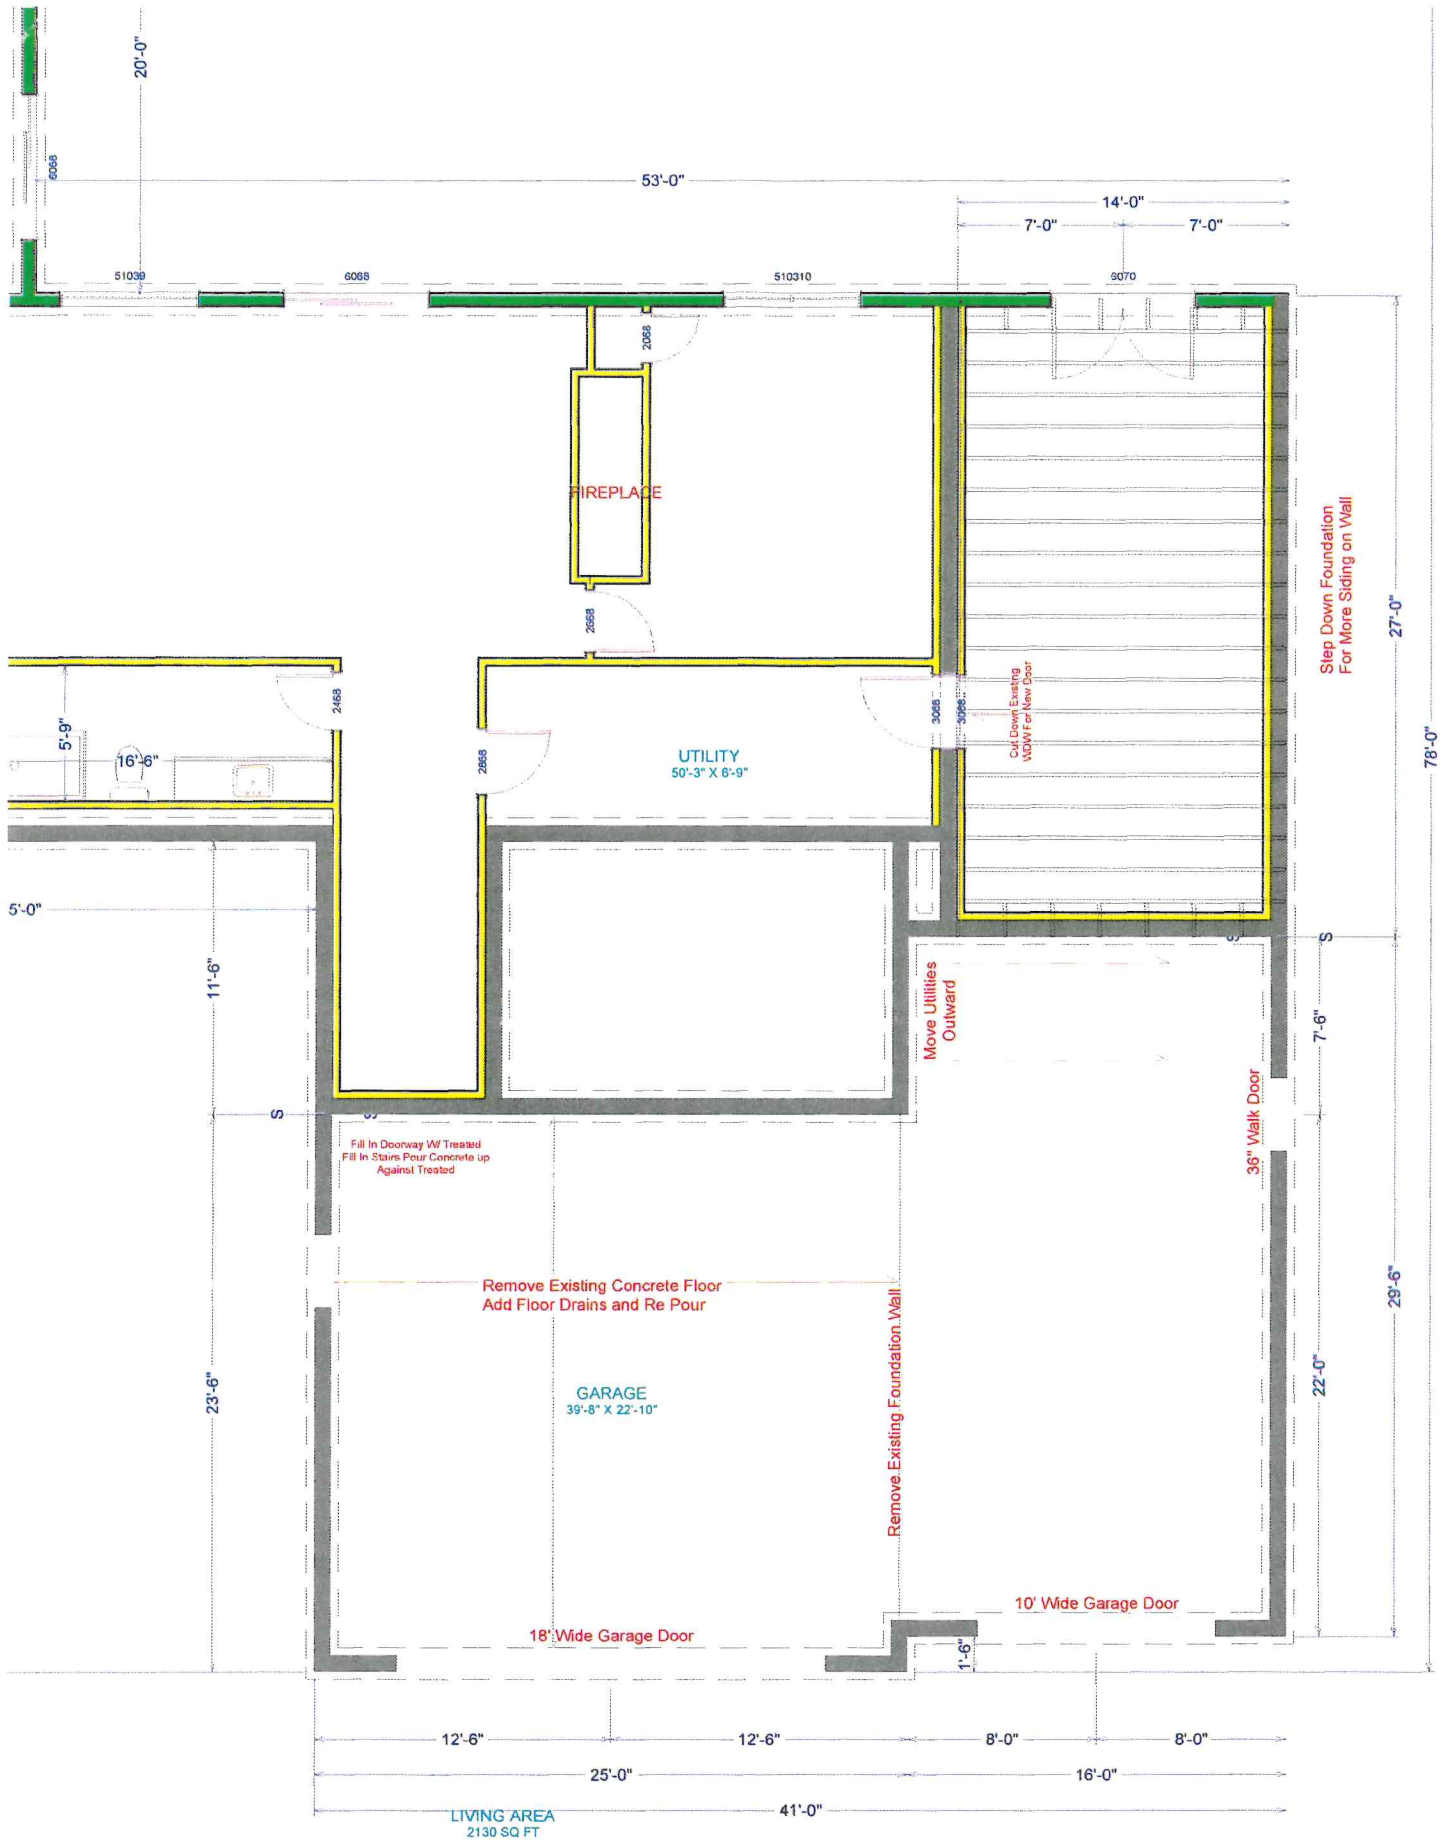 20'-0"
6068
53'-0"
14'-0"
7'-0"
7'-0"
51039
6068
510310
6070
2068
FIREPLACE
2668
Step Down Foundation
For More Siding on Wall
27'-0"
78'-0"
2468
5'-9"
16'-6"
2868
UTILITY
50'-3" X 6'-9"
3068
3068
Cut Down Existing
WDW For New Door
5'-0"
11'-6"
S
S
Move Utilities
Outward
7'-6"
36" Walk Door
S
S
Fill In Doorway W/ Treated
Fill In Stairs Pour Concrete up
Against Treated
Remove Existing Concrete Floor
Add Floor Drains and Re Pour
Remove Existing Foundation Wall
29'-6"
22'-0"
23'-6"
GARAGE
39'-8" X 22'-10"
10' Wide Garage Door
18' Wide Garage Door
1'-6"
12'-6"
12'-6"
8'-0"
8'-0"
25'-0"
16'-0"
41'-0"
LIVING AREA
2130 SQ FT